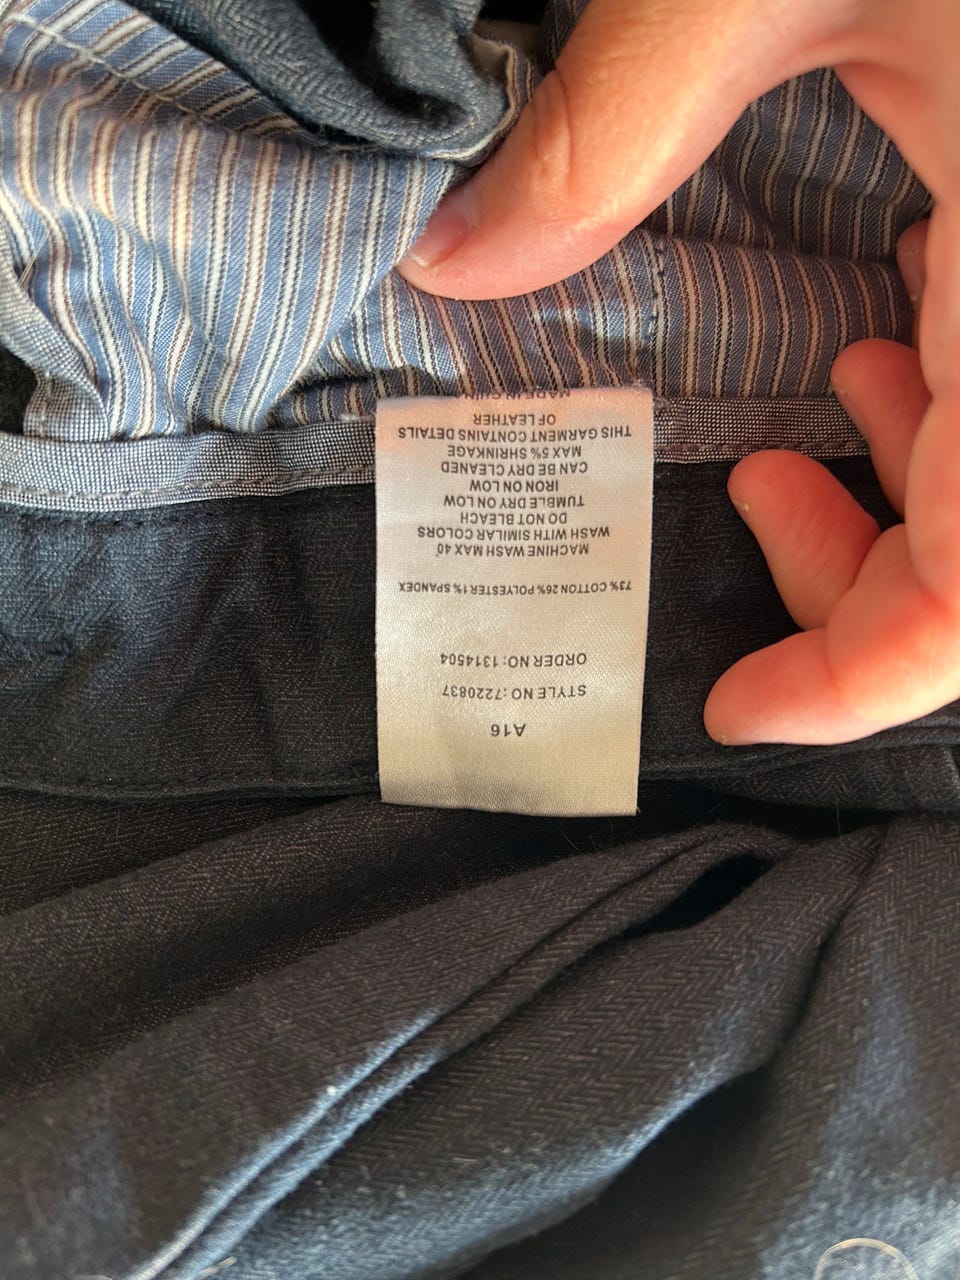 A16
STYLE NO:7220837
ORDER NO:1314504
73% COTTON 26% POLYESTER 1% SPANDEX
MACHINE WASH MAX 40°
WASH WITH SIMILAR COLORS
DO NOT BLEACH
TUMBLE DRY ON LOW
IRON ON LOW
CAN BE DRY CLEANED
MAX 5% SHRINKAGE
THIS GARMENT CONTAINS DETAILS
OF LEATHER
MADE IN